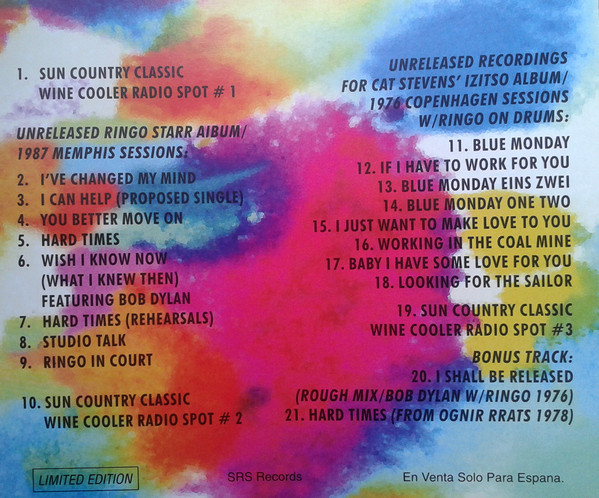 1. SUN COUNTRY CLASSIC
WINE COOLER RADIO SPOT # 1
UNRELEASED RINGO STARR AlBUM/
1987 MEMPHIS SESSIONS:
2. I'VE CHANGED MY MIND
3. I CAN HELP (PROPOSED SINGLE)
4. YOU BETTER MOVE ON
5. HARD TIMES
6. WISH I KNOW NOW
(WHAT I KNEW THEN)
FEATURING BOB DYLAN
7. HARD TIMES (REHEARSALS)
8. STUDIO TALK
9. RINGO IN COURT
10. SUN COUNTRY CLASSIC
WINE COOLER RADIO SPOT # 2
UNRELEASED RECORDINGS
FOR CAT STEVENS' IZITSO ALBUM/
1976 COPENHAGEN SESSIONS
W/RINGO ON DRUMS:
11. BLUE MONDAY
12. IF I HAVE TO WORK FOR YOU
13. BLUE MONDAY EINS ZWEI
14. BLUE MONDAY ONE TWO
15. I JUST WANT TO MAKE LOVE TO YOU
16. WORKING IN THE COAL MINE
17. BABY I HAVE SOME LOVE FOR YOU
18. LOOKING FOR THE SAILOR
19. SUN COUNTRY CLASSIC
WINE COOLER RADIO SPOT #3
BONUS TRACK:
20. I SHALL BE RELEASED
(ROUGH MIX/BOB DYLAN W/RINGO 1976)
21. HARD TIMES (FROM OGNIR RRATS 1978)
LIMITED EDITION
SRS Records
En Venta Solo Para Espana.